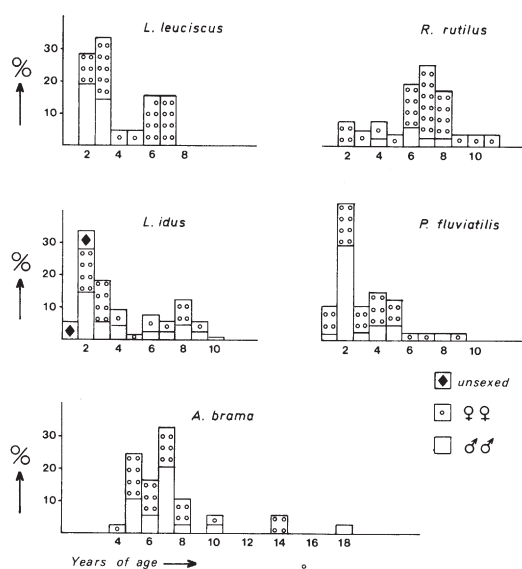 L. leuciscus
R. rutilus
%
30
20
10
2 4 6 8
2 4 6 8 10
L. idus
P. fluviatilis
%
30
20
10
2 4 6 8 10
2 4 6 8 10
unsexed
♀♀
♂♂
A. brama
%
30
20
10
4 6 8 10 12 14 16 18
Years of age